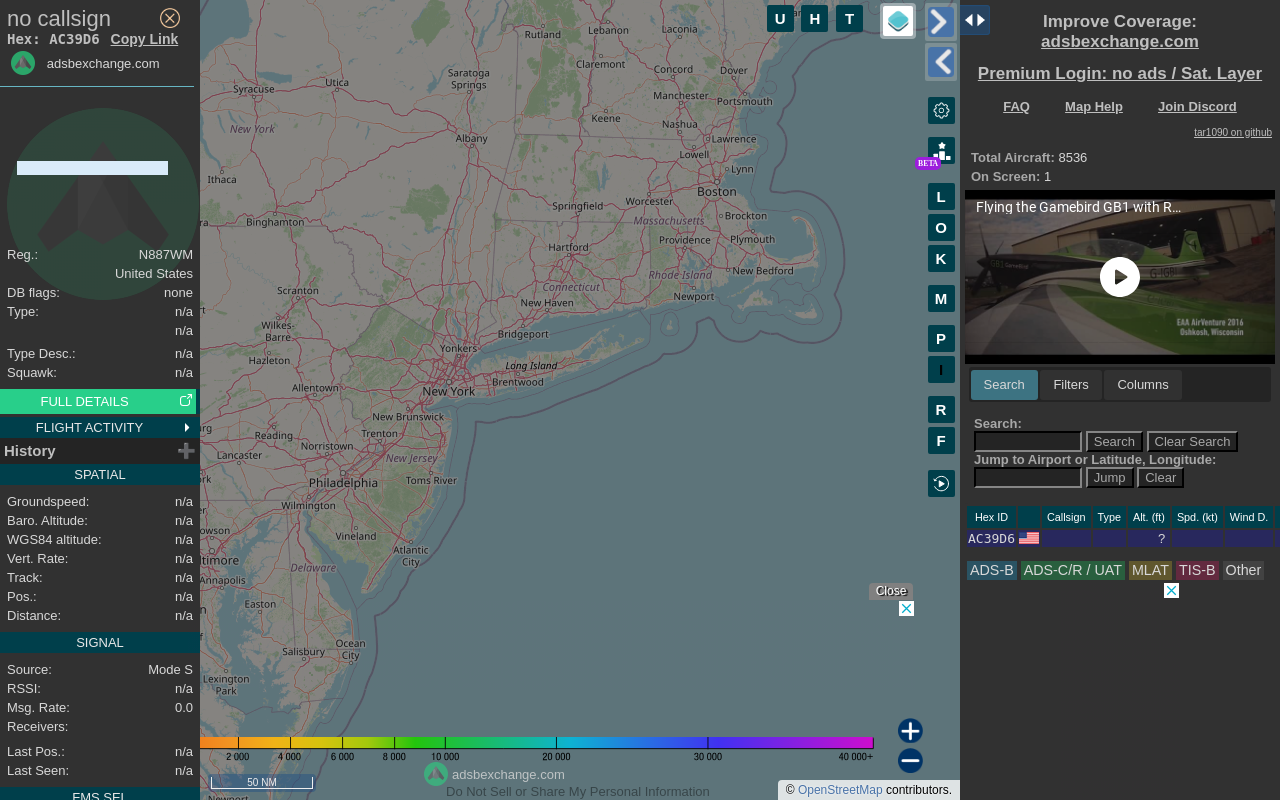 no callsign
Hex: AC39D6 Copy Link
adsbexchange.com
Reg.: N887WM
United States
DB flags: none
Type: n/a
n/a
Type Desc.: n/a
Squawk: n/a
FULL DETAILS
FLIGHT ACTIVITY
History
SPATIAL
Groundspeed: n/a
Baro. Altitude: n/a
WGS84 altitude: n/a
Vert. Rate: n/a
Track: n/a
Pos.: n/a
Distance: n/a
SIGNAL
Source: Mode S
RSSI: n/a
Msg. Rate: 0.0
Receivers:
Last Pos.: n/a
Last Seen: n/a
FMS SEL
U H T
Rutland
Lebanon
Laconia
Claremont
Concord
Dover
Utica
Saratoga
Springs
Syracuse
Manchester
Portsmouth
New York
Keene
Nashua
Albany
Lawrence
Lowell
Lynn
Ithaca
Boston
Worcester
Springfield
Binghamton
Massachusetts
Brockton
Providence
Plymouth
Hartford
Rhode Island
New Bedford
Scranton
Connecticut
New Haven
Newport
Wilkes-
Barre
Bridgeport
Yonkers
Hazleton
Long Island
Brentwood
New York
Allentown
New Brunswick
Reading
Trenton
Norristown
Lancaster
New Jersey
Philadelphia
Toms River
Wilmington
Vineland
Atlantic
City
Delaware
Annapolis
Easton
Ocean
City
Salisbury
Lexington
Park
BETA
L
O
K
M
P
I
R
F
Close
2 000 4 000 6 000 8 000 10 000 20 000 30 000 40 000+
50 NM
adsbexchange.com
Do Not Sell or Share My Personal Information
© OpenStreetMap contributors.
Improve Coverage:
adsbexchange.com
Premium Login: no ads / Sat. Layer
FAQ Map Help Join Discord
tar1090 on github
Total Aircraft: 8536
On Screen: 1
Flying the Gamebird GB1 with R...
EAA AirVenture 2016
Oshkosh, Wisconsin
Search Filters Columns
Search:
Search Clear Search
Jump to Airport or Latitude, Longitude:
Jump Clear
Hex ID Callsign Type Alt. (ft) Spd. (kt) Wind D.
AC39D6 ?
ADS-B ADS-C/R / UAT MLAT TIS-B Other